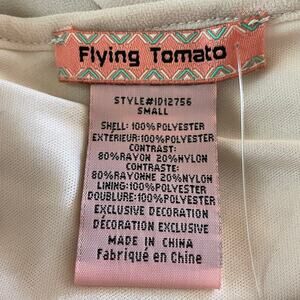 Flying Tomato
STYLE#ID12756
SMALL
SHELL: 100%POLYESTER
EXTÉRIEUR: 100%POLYESTER
CONTRAST:
80%RAYON 20%NYLON
CONTRASTE:
80%RAYONNE 20%NYLON
LINING: 100%POLYESTER
DOUBLURE: 100%POLYESTER
EXCLUSIVE DECORATION
DÉCORATION EXCLUSIVE
MADE IN CHINA
Fabriqué en Chine